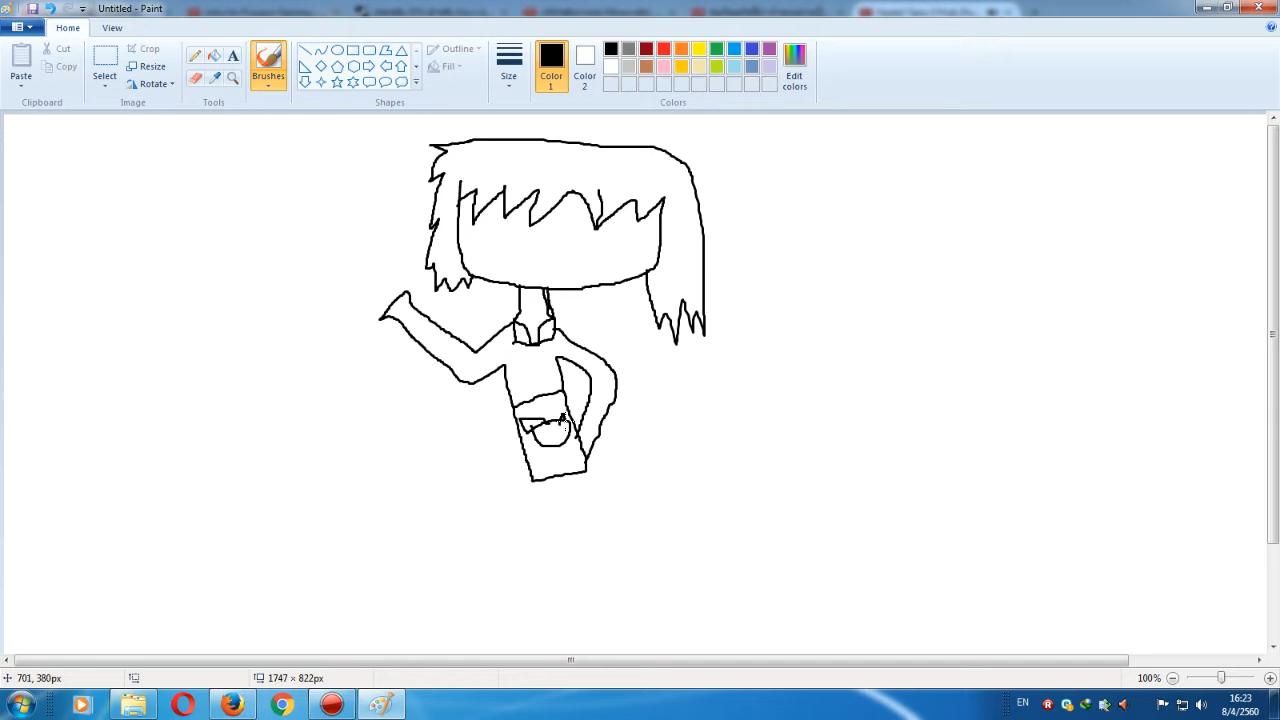 Untitled - Paint
Home
View
Paste
Cut
Copy
Clipboard
Select
Crop
Resize
Rotate
Image
Tools
Brushes
Shapes
Outline
Fill
Size
Color 1
Color 2
Edit colors
Colors
701, 380px
1747 × 822px
100%
EN
16:23
8/4/2560